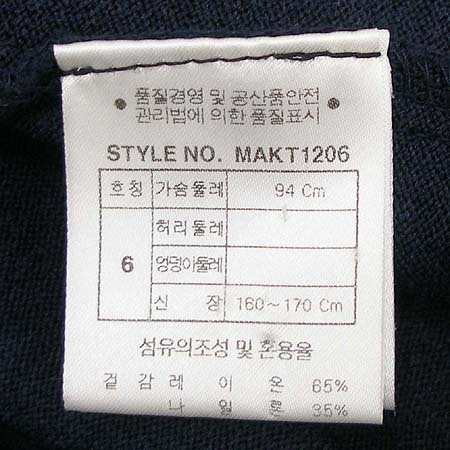 • 품질경영 및 공산품안전 •
관리법에 의한 품질표시
STYLE NO. MAKT1206
호칭 가슴둘레 94 Cm
6
허리둘레
엉덩이둘레
신 장 160~170 Cm
섬유의조성 및 혼용율
겉 감 레 이 온 65%
나 일 론 35%